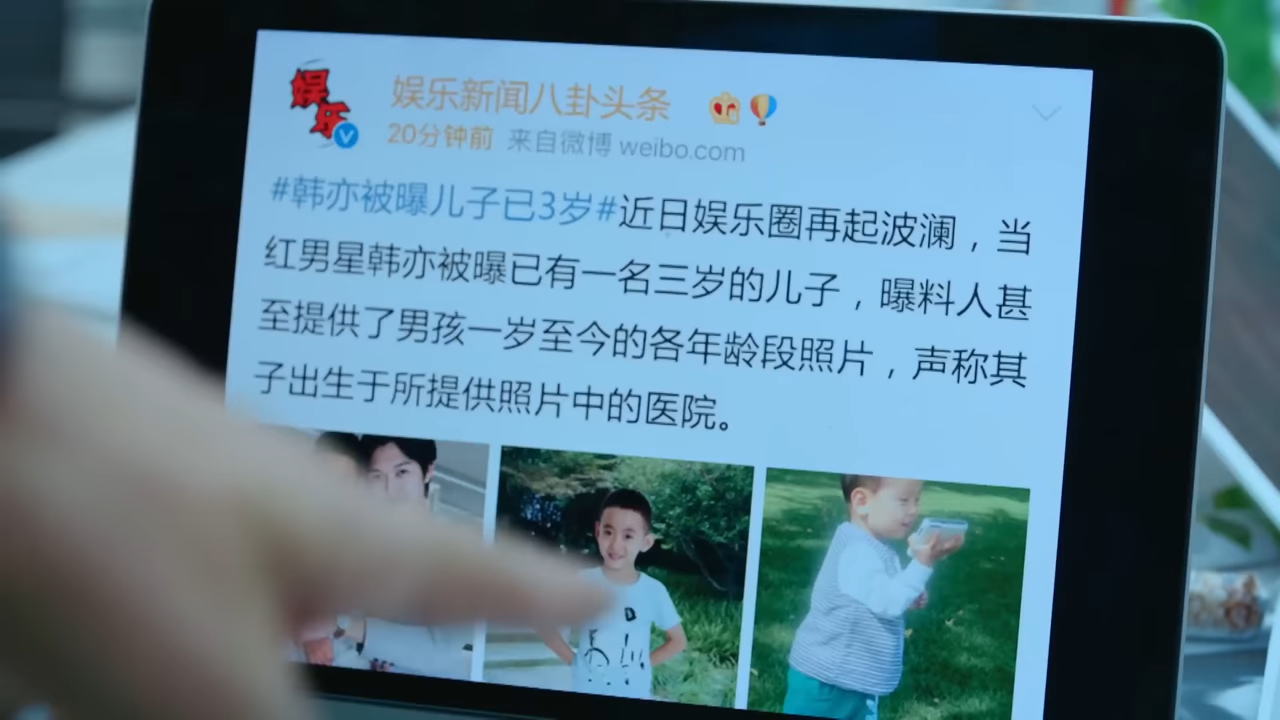 娱乐
娱乐新闻八卦头条
20分钟前 来自微博 weibo.com
#韩亦被曝儿子已3岁#近日娱乐圈再起波澜，当
红男星韩亦被曝已有一名三岁的儿子，曝料人甚
至提供了男孩一岁至今的各年龄段照片，声称其
子出生于所提供照片中的医院。